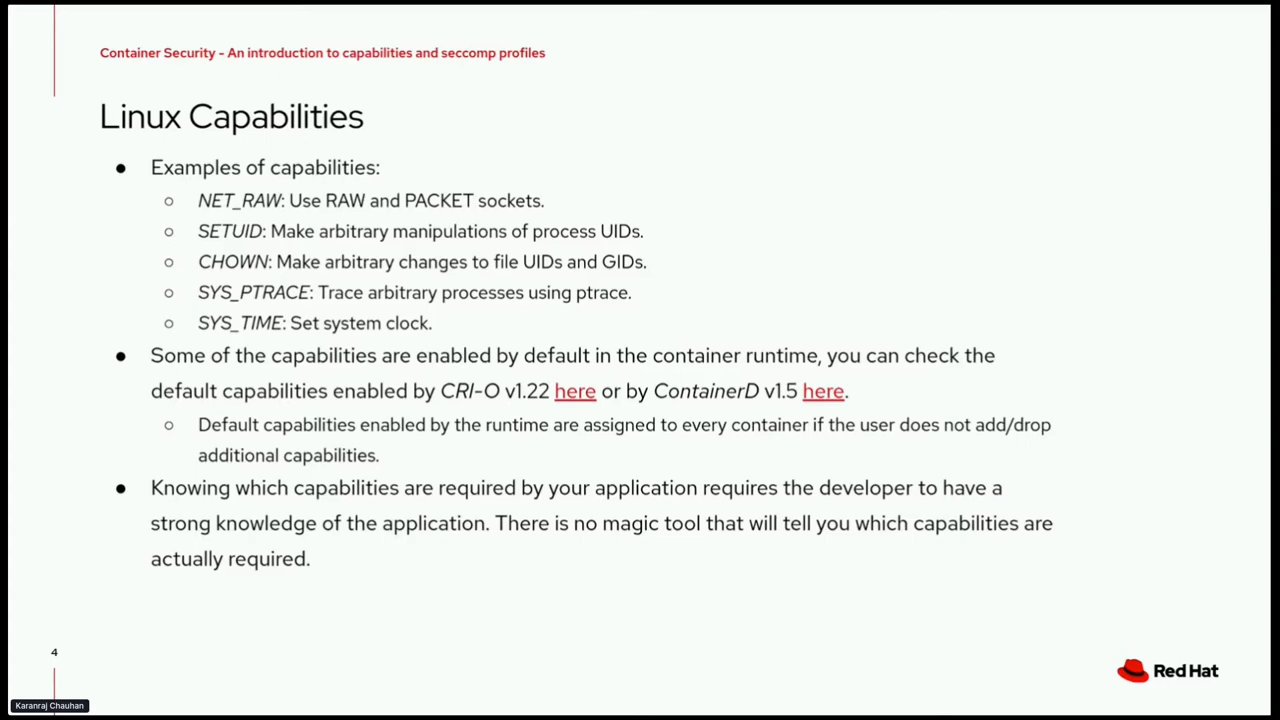 Container Security - An introduction to capabilities and seccomp profiles
Linux Capabilities
● Examples of capabilities:
○ NET_RAW: Use RAW and PACKET sockets.
○ SETUID: Make arbitrary manipulations of process UIDs.
○ CHOWN: Make arbitrary changes to file UIDs and GIDs.
○ SYS_PTRACE: Trace arbitrary processes using ptrace.
○ SYS_TIME: Set system clock.
● Some of the capabilities are enabled by default in the container runtime, you can check the
default capabilities enabled by CRI-O v1.22 here or by ContainerD v1.5 here.
○ Default capabilities enabled by the runtime are assigned to every container if the user does not add/drop
additional capabilities.
● Knowing which capabilities are required by your application requires the developer to have a
strong knowledge of the application. There is no magic tool that will tell you which capabilities are
actually required.
4
Red Hat
Karanraj Chauhan